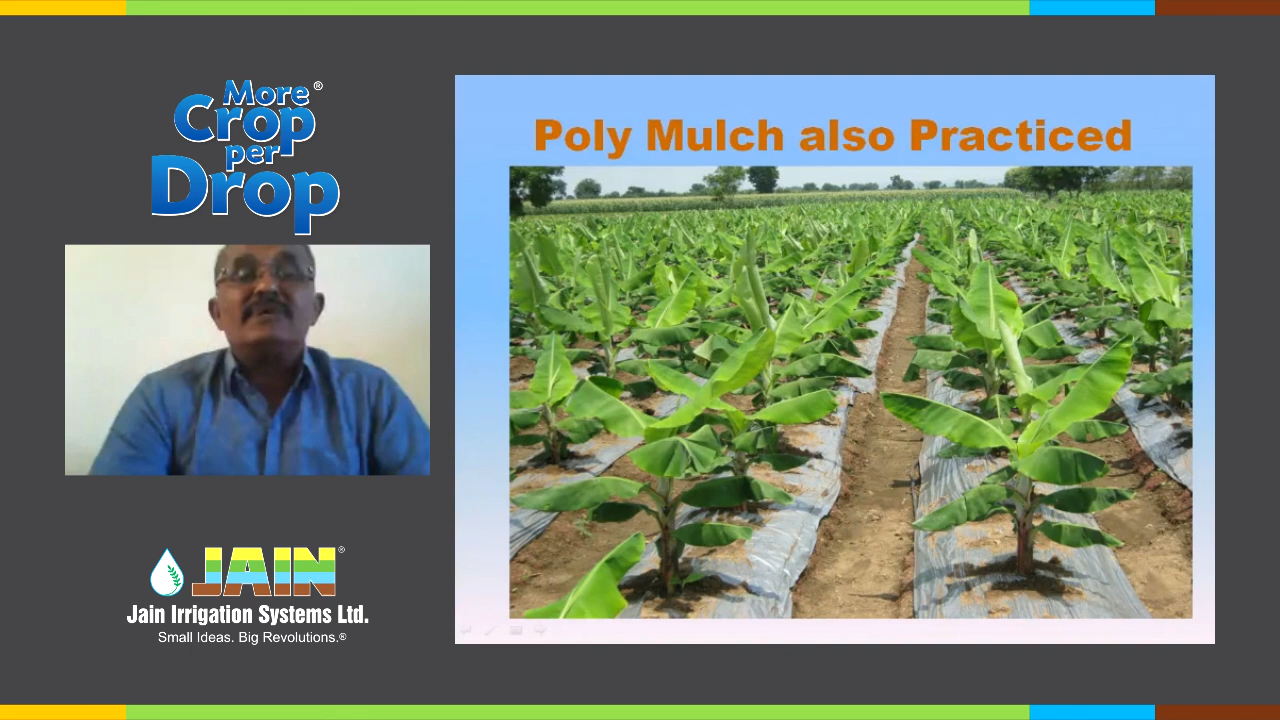 More®
Crop
per
Drop
Poly Mulch also Practiced
JAIN®
Jain Irrigation Systems Ltd.
Small Ideas. Big Revolutions.®